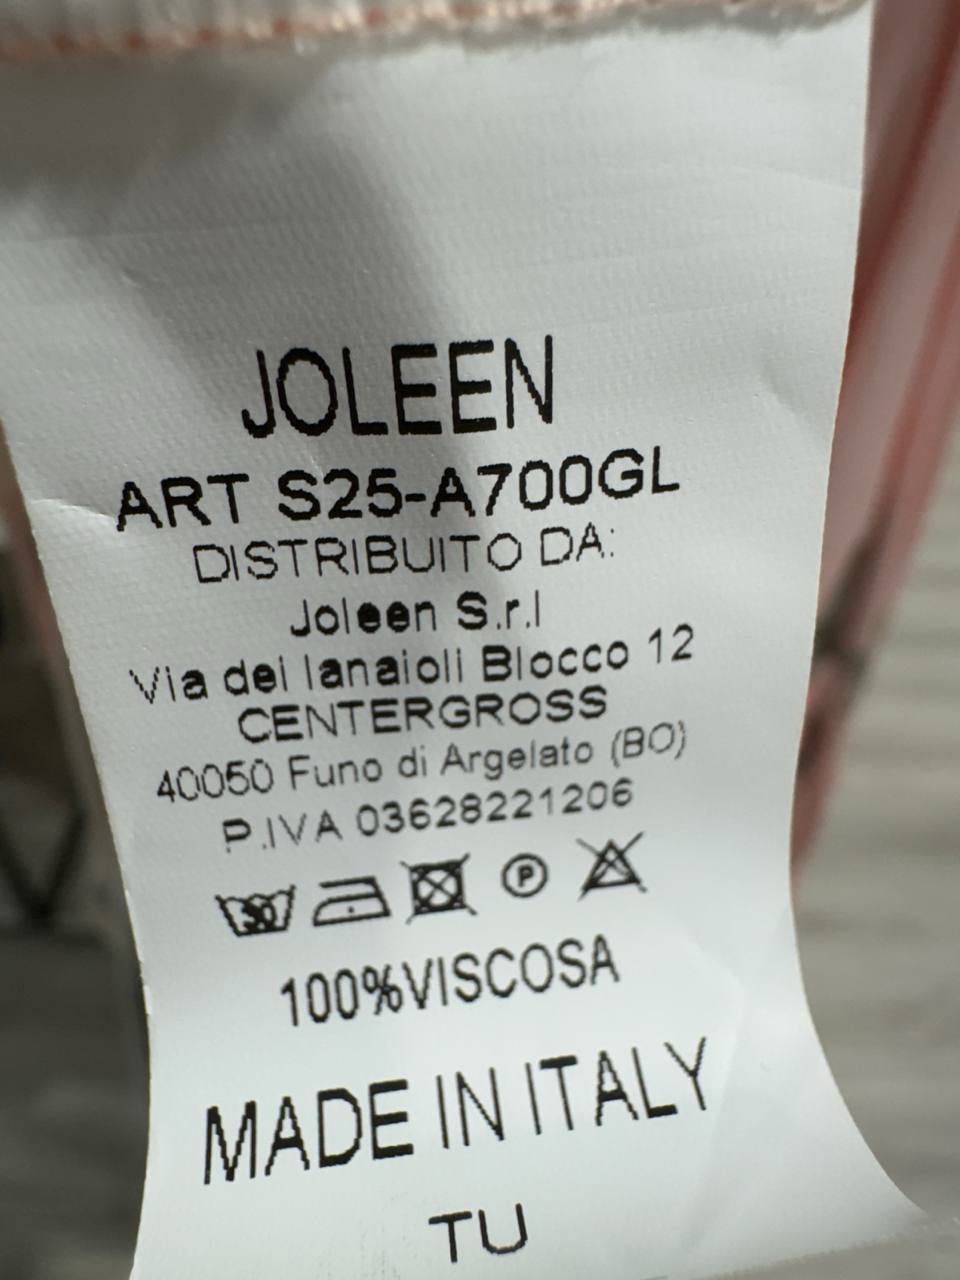 JOLEEN
ART S25-A700GL
DISTRIBUITO DA:
Joleen S.r.l
Via dei lanaioli Blocco 12
CENTERGROSS
40050 Funo di Argelato (BO)
P.IVA 03628221206
30 P
100%VISCOSA
MADE IN ITALY
TU